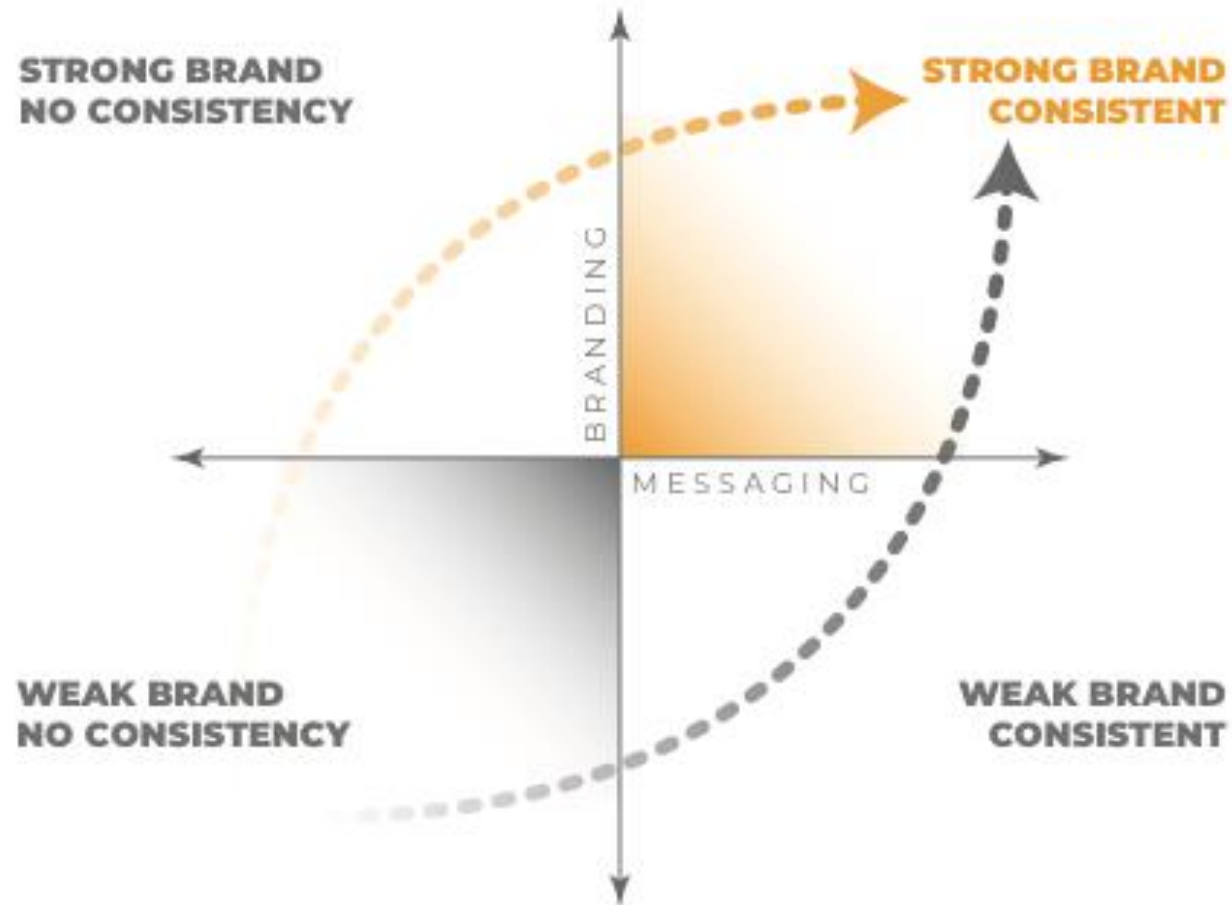 STRONG BRAND
NO CONSISTENCY
STRONG BRAND
CONSISTENT
BRANDING
MESSAGING
WEAK BRAND
NO CONSISTENCY
WEAK BRAND
CONSISTENT